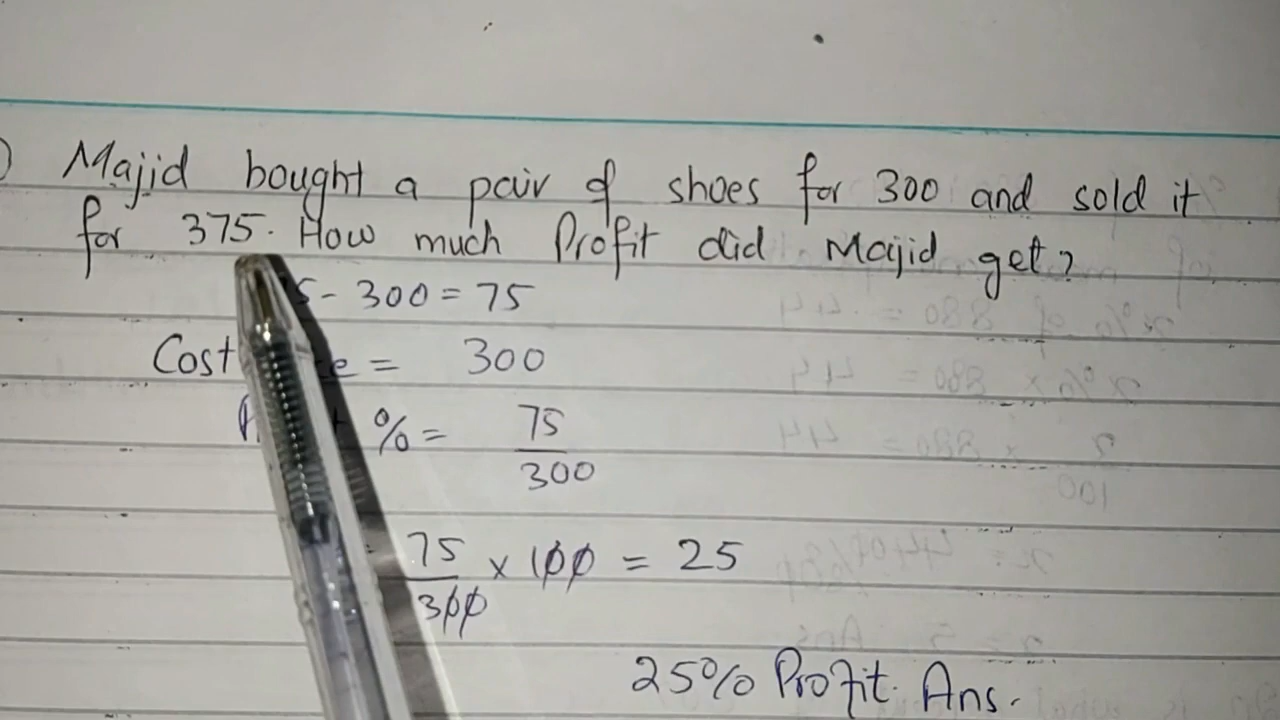 Majid bought a pair of shoes for 300 and sold it
for 375. How much Profit did Majid get?
5 - 300 = 75
Cost = 300
% = 75/300
75/300 × 100 = 25
25% Profit. Ans.